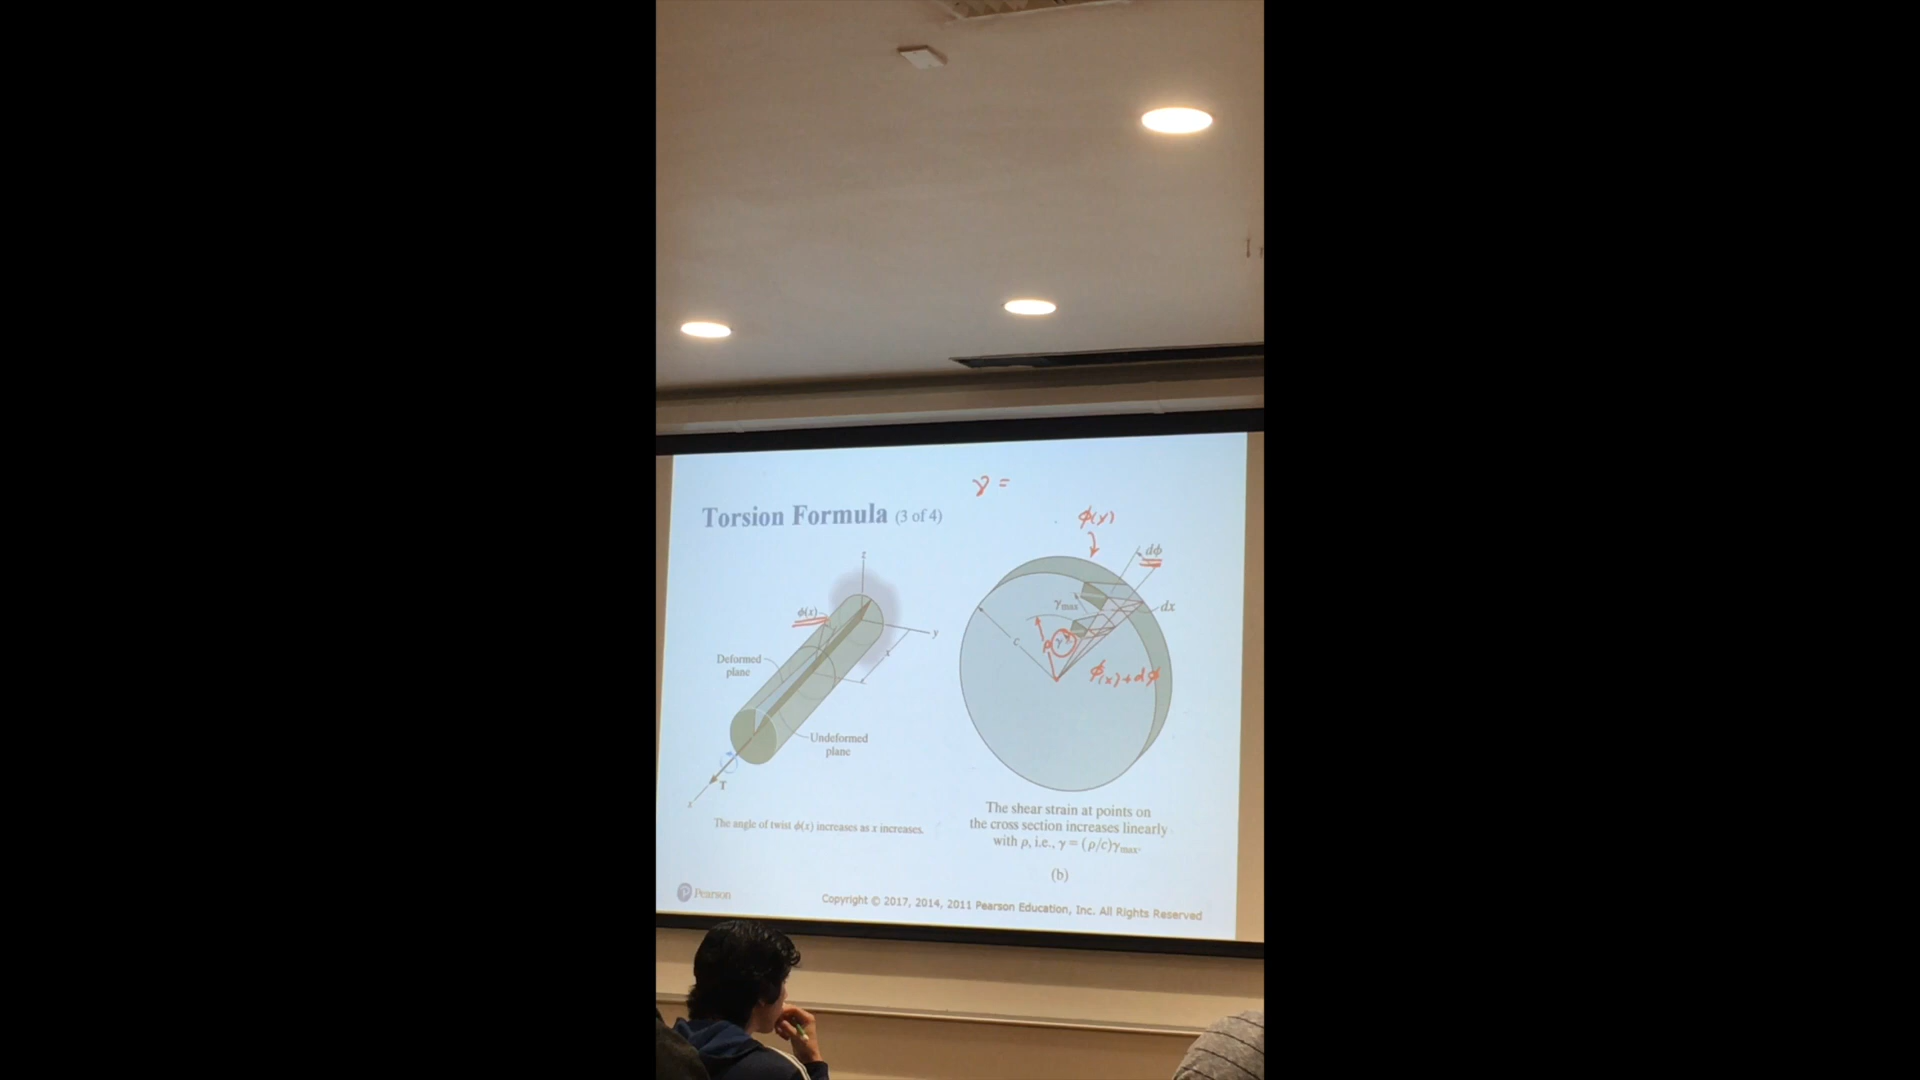 γ =
Torsion Formula (3 of 4)
ϕ(x)
dϕ
z
γmax
dx
ϕ(x)
c
ρ
γ
y
x
Deformed
plane
ϕ(x)+dϕ
Undeformed
plane
T
x
The angle of twist ϕ(x) increases as x increases.
The shear strain at points on
the cross section increases linearly
with ρ, i.e., γ = (ρ/c)γmax.
(b)
Pearson
Copyright © 2017, 2014, 2011 Pearson Education, Inc. All Rights Reserved